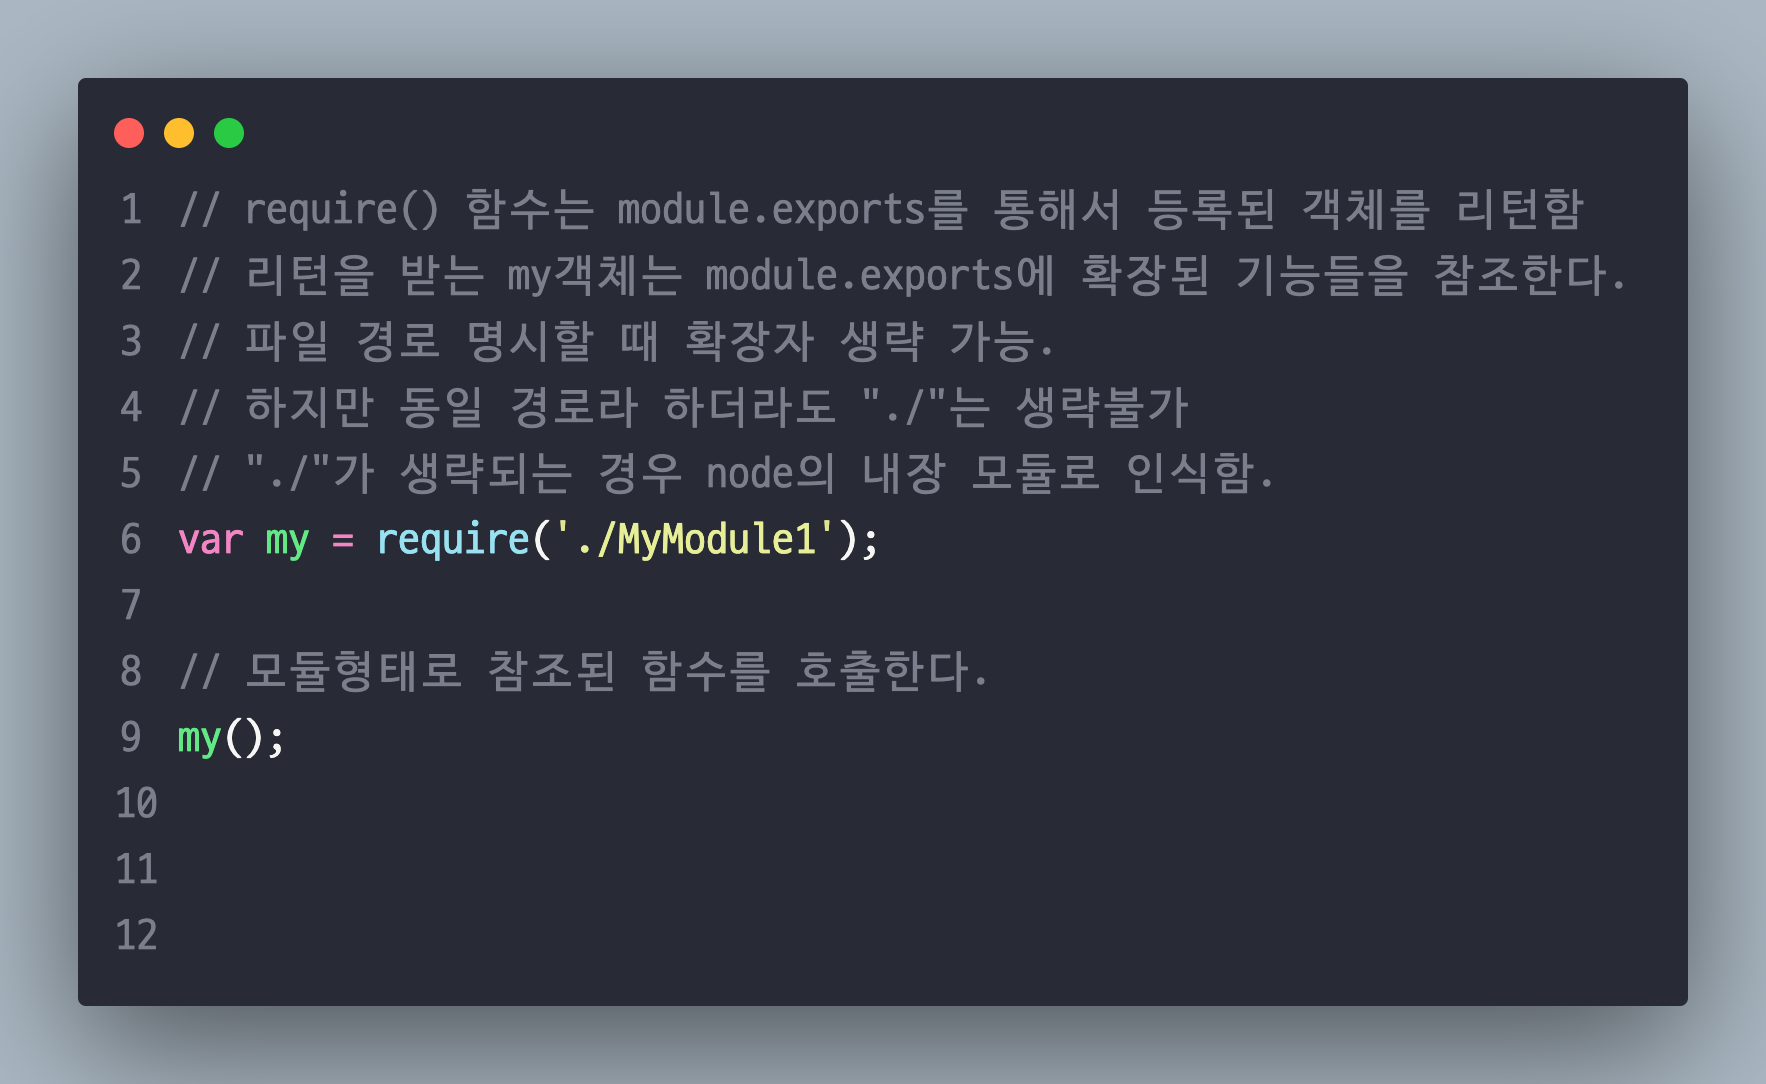 1 // require() 함수는 module.exports를 통해서 등록된 객체를 리턴함
2 // 리턴을 받는 my객체는 module.exports에 확장된 기능들을 참조한다.
3 // 파일 경로 명시할 때 확장자 생략 가능.
4 // 하지만 동일 경로라 하더라도 "./"는 생략불가
5 // "./"가 생략되는 경우 node의 내장 모듈로 인식함.
6 var my = require('./MyModule1');
7
8 // 모듈형태로 참조된 함수를 호출한다.
9 my();
10
11
12